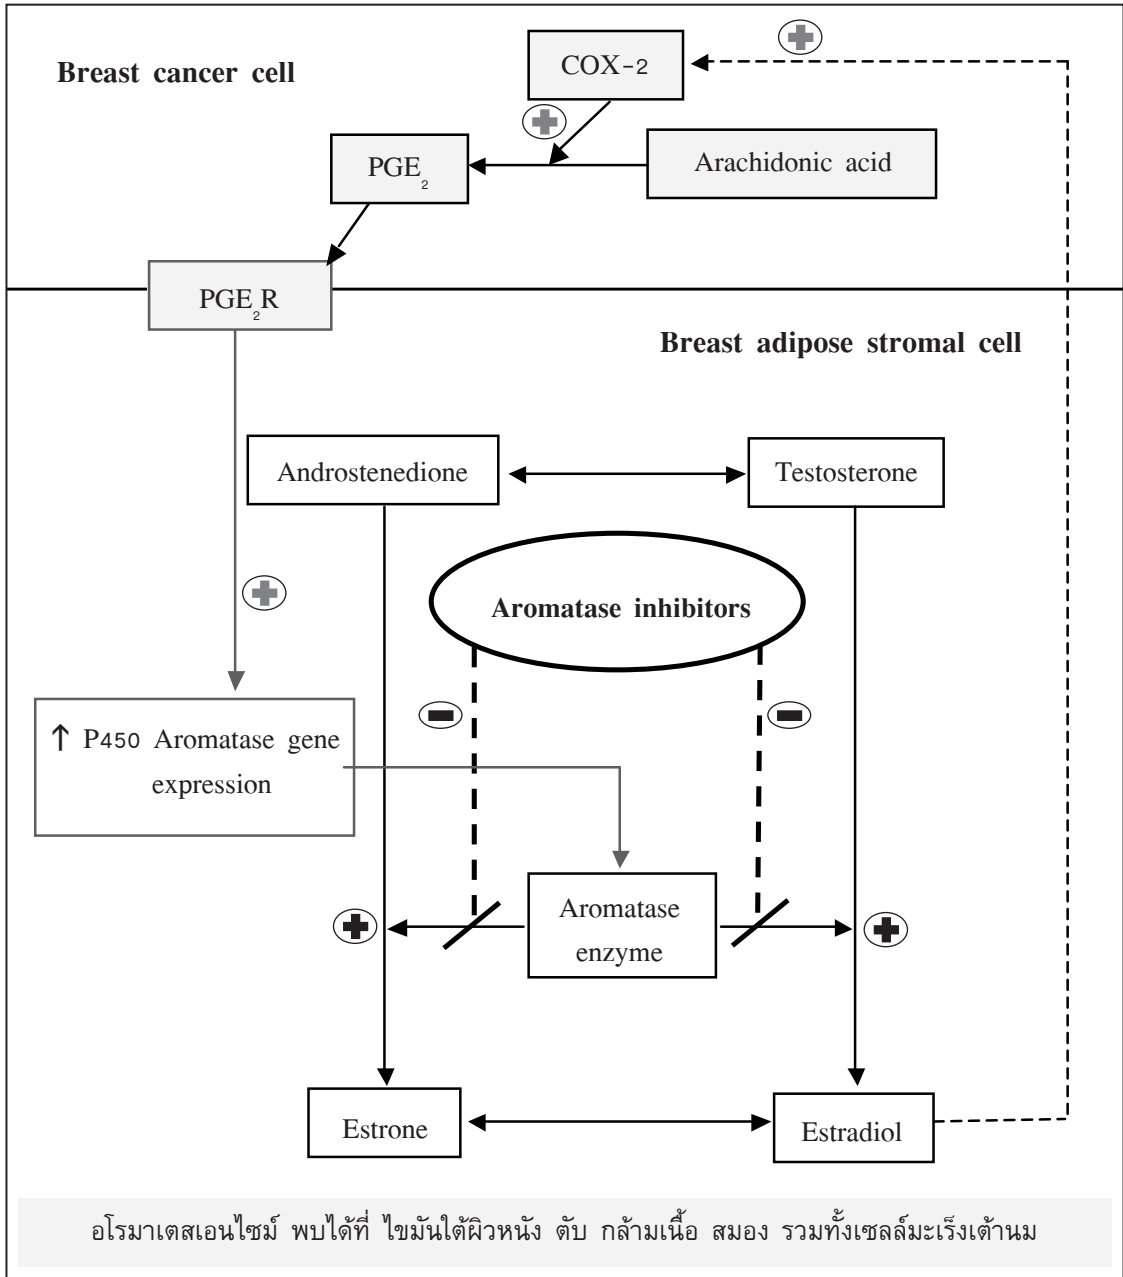 Breast cancer cell
COX-2
PGE₂
Arachidonic acid
PGE₂R
Breast adipose stromal cell
Androstenedione
Testosterone
Aromatase inhibitors
↑ P450 Aromatase gene
expression
Aromatase
enzyme
Estrone
Estradiol
อโรมาเตสเอนไซม์ พบได้ที่ ไขมันใต้ผิวหนัง ตับ กล้ามเนื้อ สมอง รวมทั้งเซลล์มะเร็งเต้านม